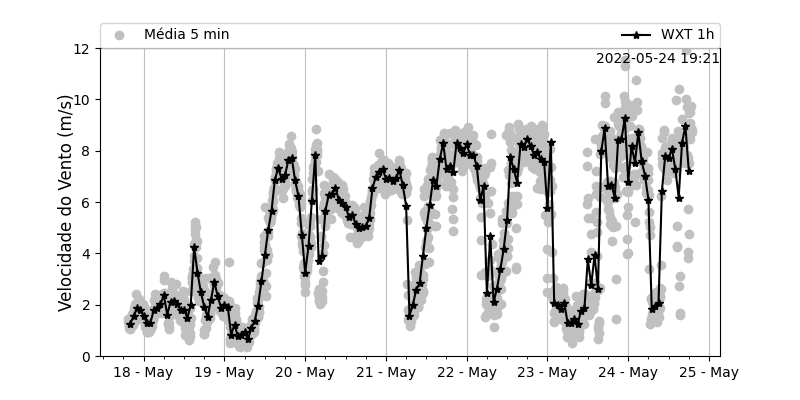 Média 5 min
WXT 1h
2022-05-24 19:21
Velocidade do Vento (m/s)
12
10
8
6
4
2
0
18 - May
19 - May
20 - May
21 - May
22 - May
23 - May
24 - May
25 - May